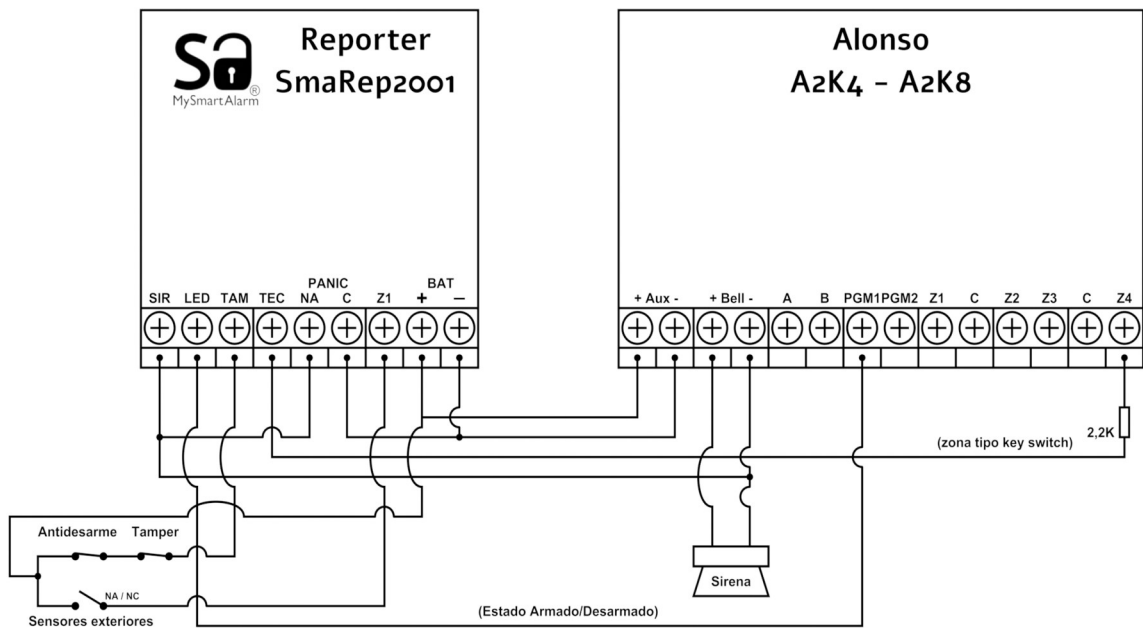 Sa
MySmartAlarm®
Reporter
SmaRep2001
Alonso
A2K4 - A2K8
PANIC BAT
SIR LED TAM TEC NA C Z1 + −
+ Aux - + Bell - A B PGM1 PGM2 Z1 C Z2 Z3 C Z4
2,2K
(zona tipo key switch)
Antidesarme Tamper
NA / NC
Sensores exteriores
Sirena
(Estado Armado/Desarmado)